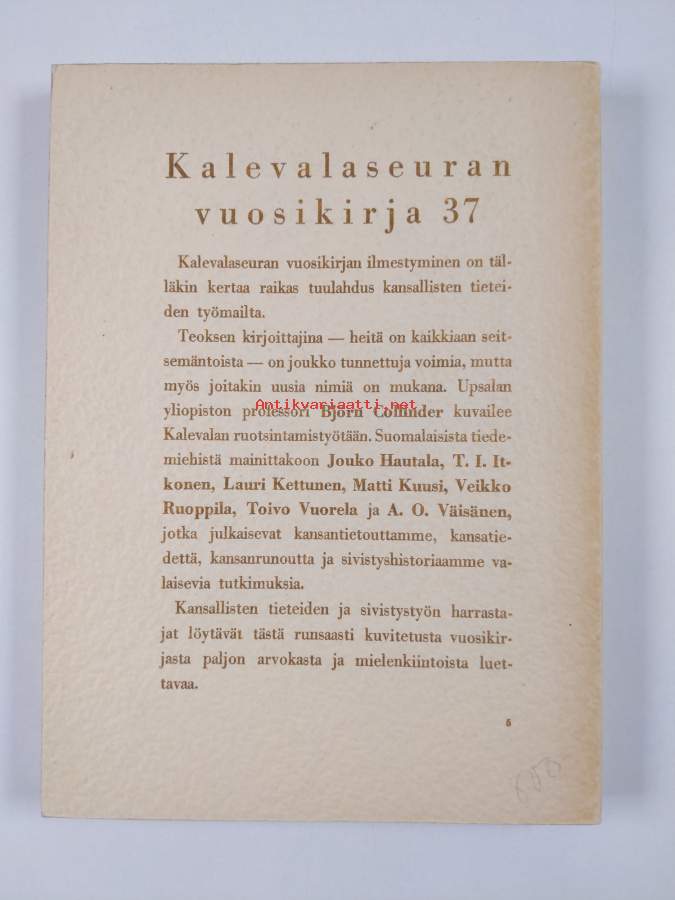 Kalevalaseuran
vuosikirja 37
Kalevalaseuran vuosikirjan ilmestyminen on täl-
läkin kertaa raikas tuulahdus kansallisten tietei-
den työmailta.
Teoksen kirjoittajina — heitä on kaikkiaan seit-
semäntoista — on joukko tunnettuja voimia, mutta
myös joitakin uusia nimiä on mukana. Upsalan
Antikvariaatti.net
yliopiston professori Björn Collinder kuvailee
Kalevalan ruotsintamistyötään. Suomalaisista tiede-
miehistä mainittakoon Jouko Hautala, T. I. It-
konen, Lauri Kettunen, Matti Kuusi, Veikko
Ruoppila, Toivo Vuorela ja A. O. Väisänen,
jotka julkaisevat kansantietouttamme, kansatie-
dettä, kansanrunoutta ja sivistyshistoriaamme va-
laisevia tutkimuksia.
Kansallisten tieteiden ja sivistystyön harrasta-
jat löytävät tästä runsaasti kuvitetusta vuosikir-
jasta paljon arvokasta ja mielenkiintoista luet-
tavaa.